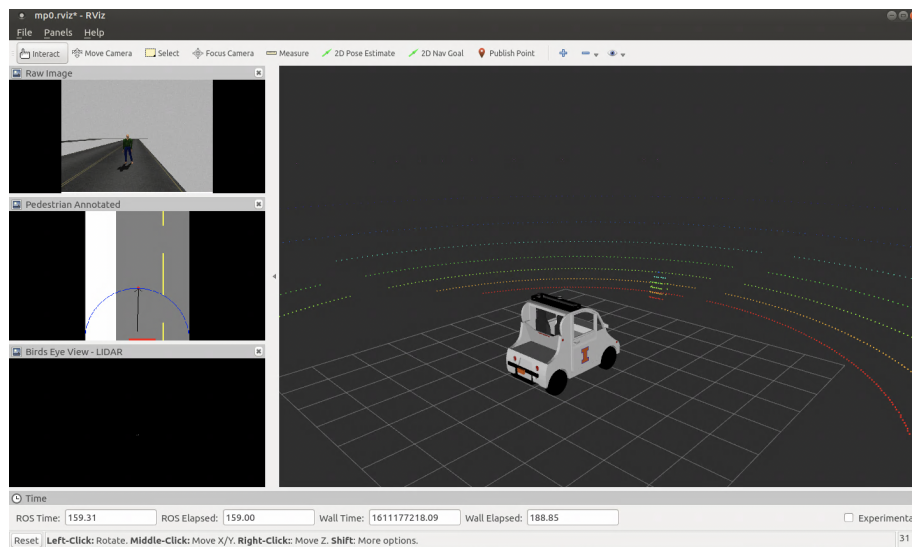 mp0.rviz* - RViz
File Panels Help
Interact Move Camera Select Focus Camera Measure 2D Pose Estimate 2D Nav Goal Publish Point
Raw Image
Pedestrian Annotated
Birds Eye View - LIDAR
I
Time
ROS Time: 159.31 ROS Elapsed: 159.00 Wall Time: 1611177218.09 Wall Elapsed: 188.85 Experimenta
Reset Left-Click: Rotate. Middle-Click: Move X/Y. Right-Click:: Move Z. Shift: More options. 31